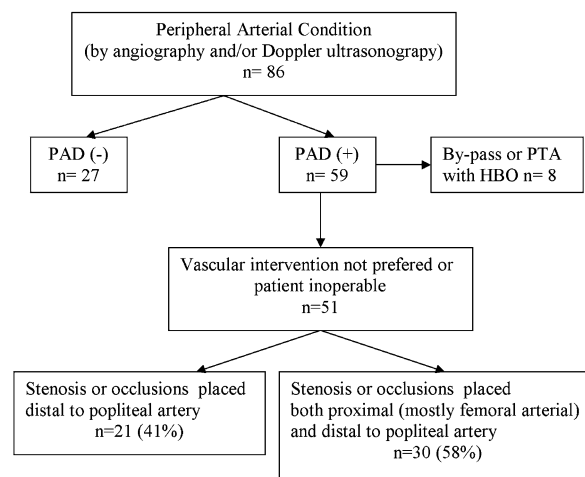 Peripheral Arterial Condition
(by angiography and/or Doppler ultrasonograpy)
n= 86
PAD (-)
n= 27
PAD (+)
n= 59
By-pass or PTA
with HBO n= 8
Vascular intervention not prefered or
patient inoperable
n=51
Stenosis or occlusions placed
distal to popliteal artery
n=21 (41%)
Stenosis or occlusions placed
both proximal (mostly femoral arterial)
and distal to popliteal artery
n=30 (58%)